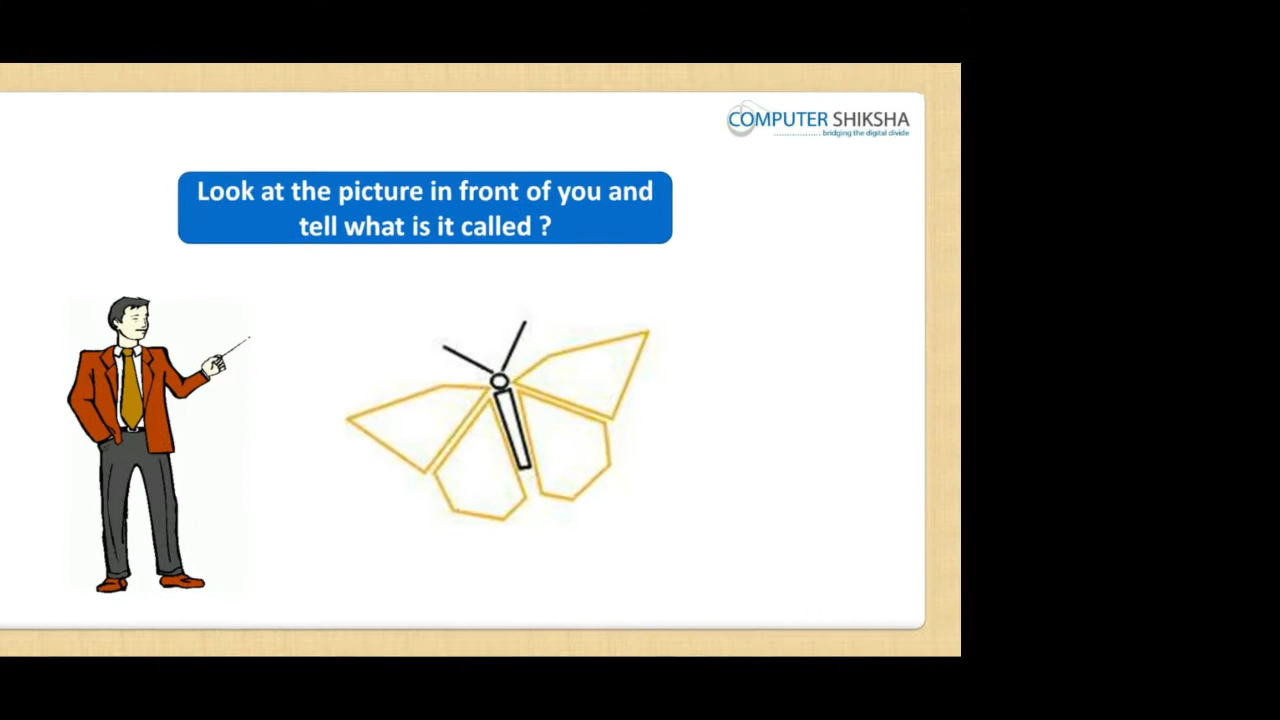 COMPUTER SHIKSHA
.................... bridging the digital divide
Look at the picture in front of you and
tell what is it called ?